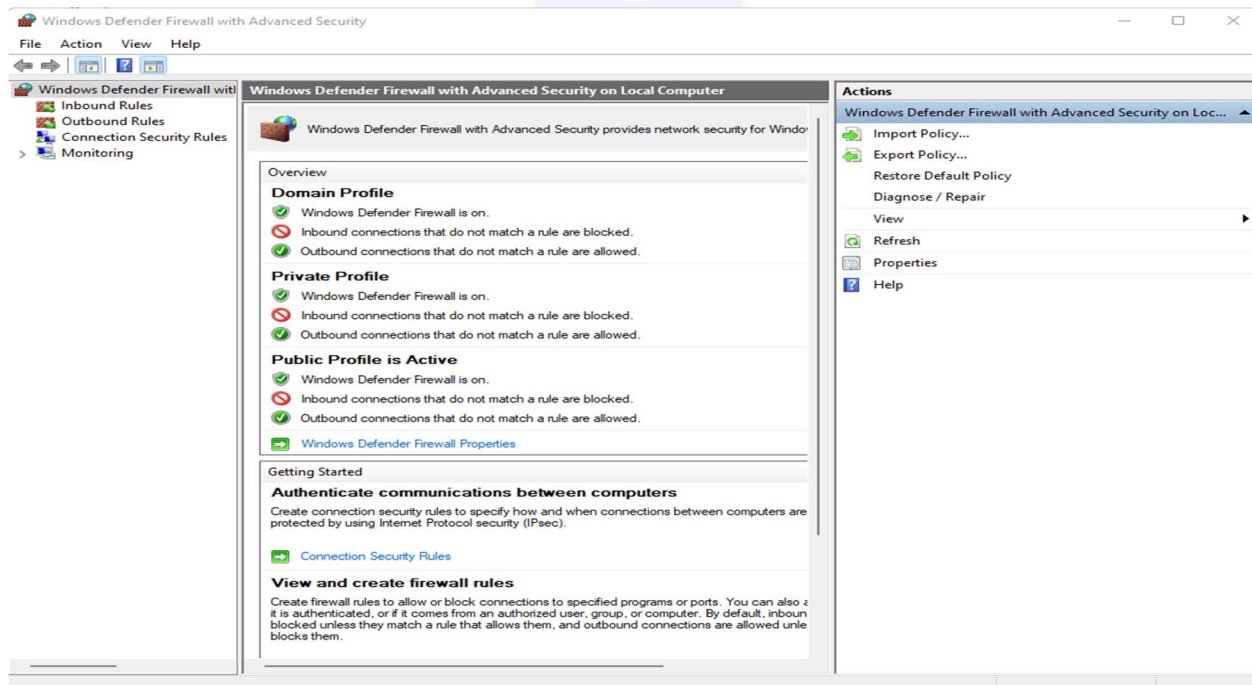 Windows Defender Firewall with Advanced Security
File Action View Help
Windows Defender Firewall with
Inbound Rules
Outbound Rules
Connection Security Rules
Monitoring
Windows Defender Firewall with Advanced Security on Local Computer
Windows Defender Firewall with Advanced Security provides network security for Window
Overview
Domain Profile
Windows Defender Firewall is on.
Inbound connections that do not match a rule are blocked.
Outbound connections that do not match a rule are allowed.
Private Profile
Windows Defender Firewall is on.
Inbound connections that do not match a rule are blocked.
Outbound connections that do not match a rule are allowed.
Public Profile is Active
Windows Defender Firewall is on.
Inbound connections that do not match a rule are blocked.
Outbound connections that do not match a rule are allowed.
Windows Defender Firewall Properties
Getting Started
Authenticate communications between computers
Create connection security rules to specify how and when connections between computers are
protected by using Internet Protocol security (IPsec).
Connection Security Rules
View and create firewall rules
Create firewall rules to allow or block connections to specified programs or ports. You can also a
it is authenticated, or if it comes from an authorized user, group, or computer. By default, inboun
blocked unless they match a rule that allows them, and outbound connections are allowed unle
blocks them.
Actions
Windows Defender Firewall with Advanced Security on Loc...
Import Policy...
Export Policy...
Restore Default Policy
Diagnose / Repair
View
Refresh
Properties
Help